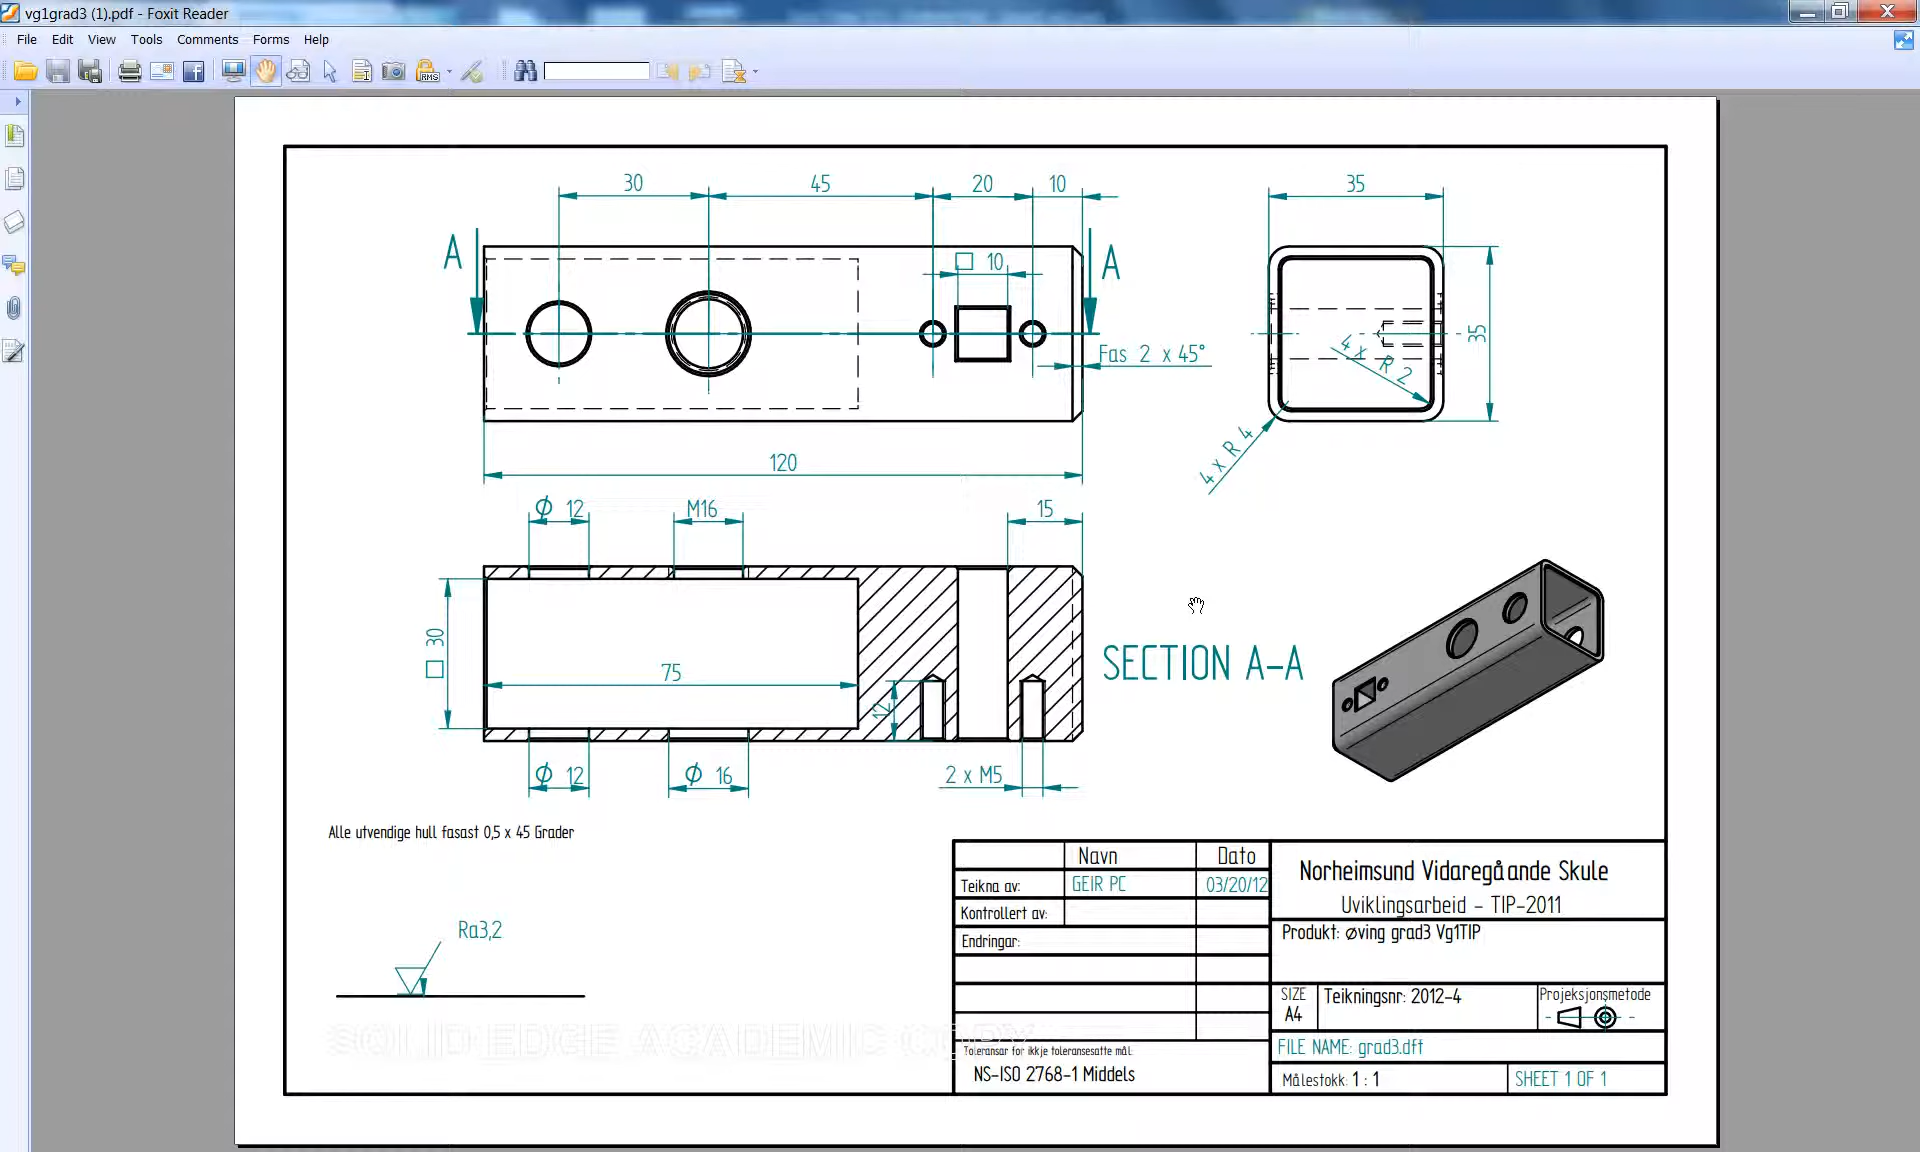 vg1grad3 (1).pdf - Foxit Reader
File Edit View Tools Comments Forms Help
RMS
30 45 20 10 35
A A
□ 10
Fas 2 x 45°
35
4 x R 2
4 x R 4
120
Ø 12 M16 15
□ 30
75
12
SECTION A-A
Ø 12 Ø 16 2 x M5
Alle utvendige hull fasast 0,5 x 45 Grader
Ra3,2
SOLID EDGE ACADEMIC COPY
Navn Dato
Teikna av: GEIR PC 03/20/12
Kontrollert av:
Endringar:
Toleransar for ikkje toleransesatte mål:
NS-ISO 2768-1 Middels
Norheimsund Vidaregåande Skule
Uviklingsarbeid - TIP-2011
Produkt: øving grad3 Vg1TIP
SIZE
A4
Teikningsnr: 2012-4
Projeksjonsmetode
FILE NAME: grad3.dft
Målestokk: 1 : 1
SHEET 1 OF 1